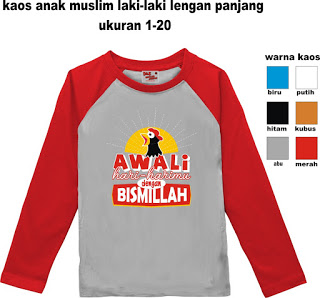 kaos anak muslim laki-laki lengan panjang
ukuran 1-20
warna kaos
biru
putih
hitam
kubus
abu
merah
AWALi
hari-harimu
dengan
BISMILLAH